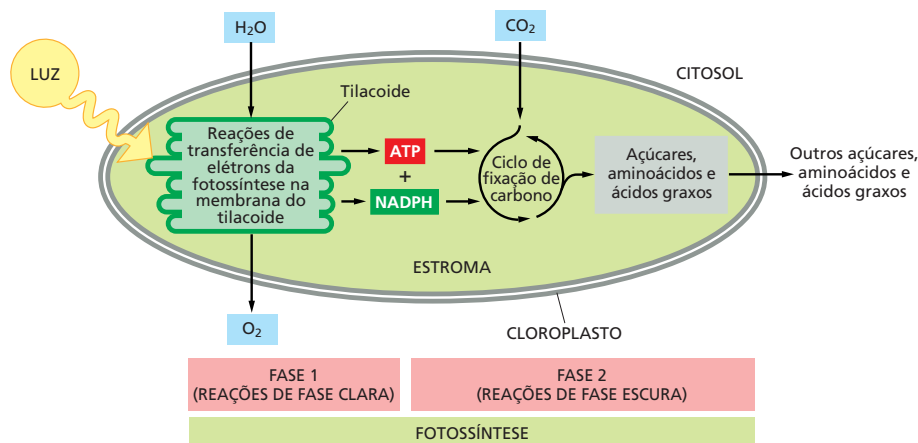 H₂O
CO₂
LUZ
CITOSOL
Tilacoide
Reações de
transferência de
elétrons da
fotossíntese na
membrana do
tilacoide
ATP
+
NADPH
Ciclo de
fixação de
carbono
Açúcares,
aminoácidos e
ácidos graxos
Outros açúcares,
aminoácidos e
ácidos graxos
ESTROMA
O₂
CLOROPLASTO
FASE 1
(REAÇÕES DE FASE CLARA)
FASE 2
(REAÇÕES DE FASE ESCURA)
FOTOSSÍNTESE